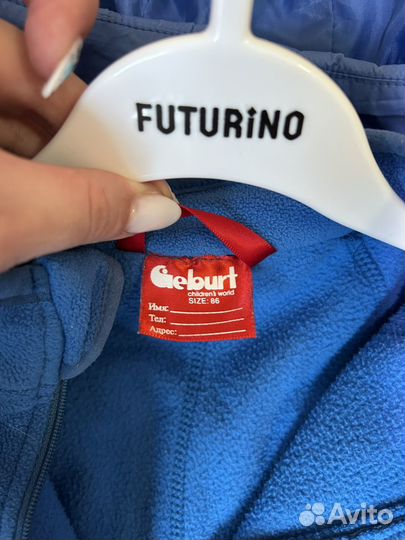 FUTURiNO
Geburt
children's world
SIZE: 86
Имя:
Тел:
Адрес:
Avito